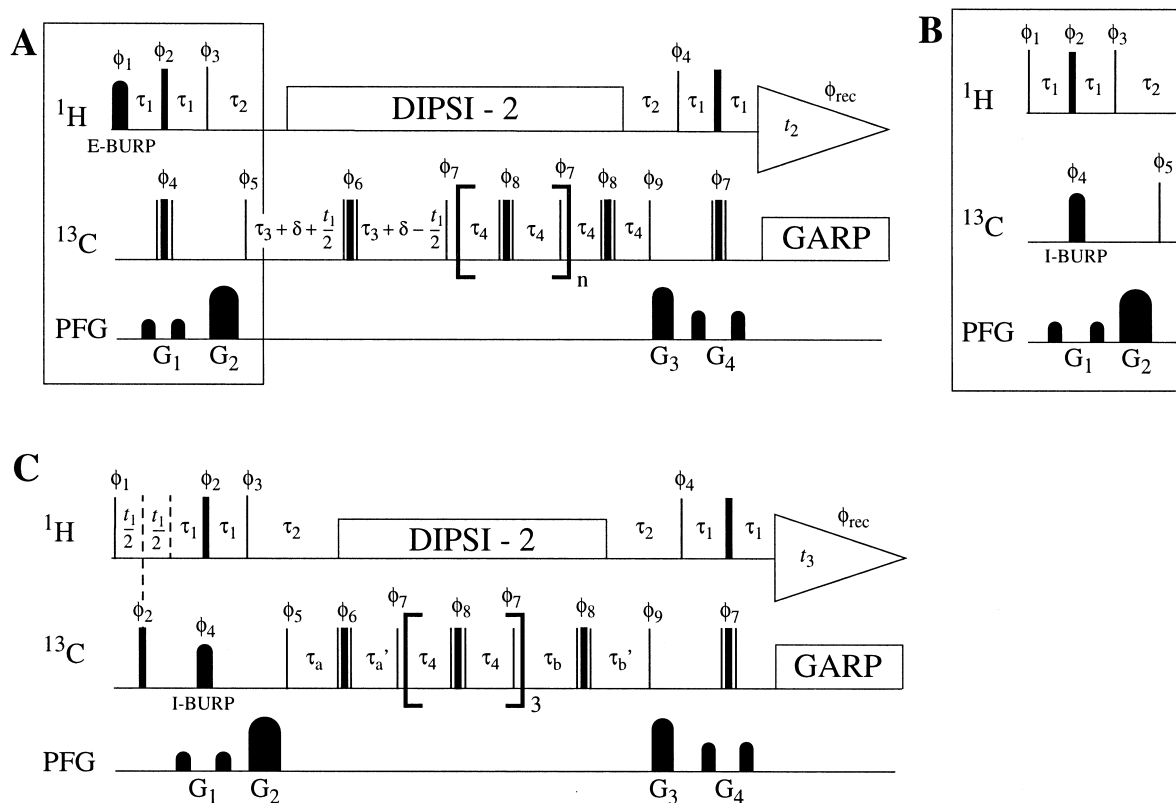 A
ϕ1 ϕ2 ϕ3 ϕ4
1H τ1 τ1 τ2 DIPSI - 2 τ2 τ1 τ1 t2 ϕrec
E-BURP
ϕ4 ϕ5 ϕ6 ϕ7 ϕ8 ϕ7 ϕ8 ϕ9 ϕ7
13C τ3 + δ + t1/2 τ3 + δ − t1/2 τ4 τ4 n τ4 τ4 GARP
PFG G1 G2 G3 G4
B
ϕ1 ϕ2 ϕ3
1H τ1 τ1 τ2
ϕ4 ϕ5
13C
I-BURP
PFG G1 G2
C
ϕ1 ϕ2 ϕ3 ϕ4
1H t1/2 t1/2 τ1 τ1 τ2 DIPSI - 2 τ2 τ1 τ1 t3 ϕrec
ϕ2 ϕ4 ϕ5 ϕ6 ϕ7 ϕ8 ϕ7 ϕ8 ϕ9 ϕ7
13C τa τa' τ4 τ4 3 τb τb' GARP
I-BURP
PFG G1 G2 G3 G4